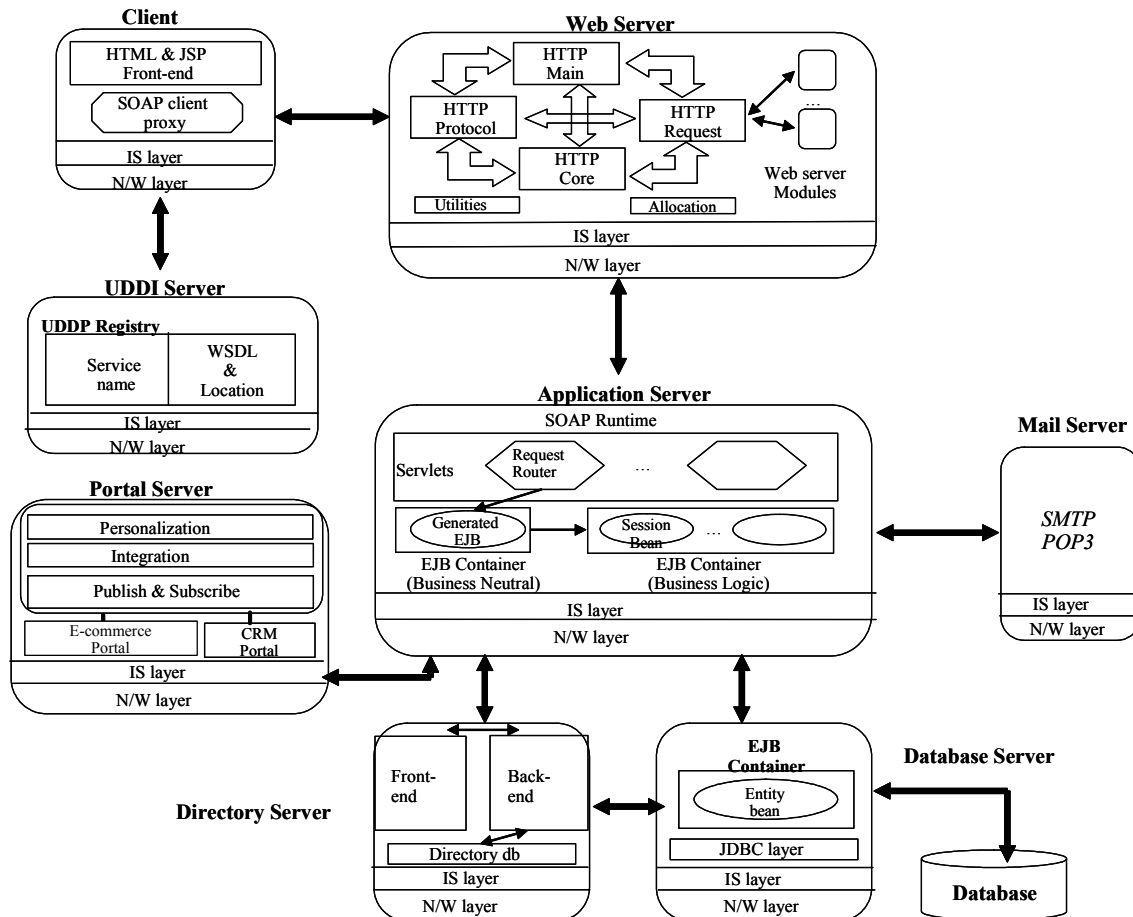 Client
HTML & JSP
Front-end
SOAP client
proxy
IS layer
N/W layer
Web Server
HTTP
Main
HTTP
Protocol
HTTP
Request
HTTP
Core
...
Web server
Modules
Utilities
Allocation
IS layer
N/W layer
UDDI Server
UDDP Registry
Service
name
WSDL
&
Location
IS layer
N/W layer
Application Server
SOAP Runtime
Servlets
Request
Router
...
Generated
EJB
Session
Bean
...
EJB Container
(Business Neutral)
EJB Container
(Business Logic)
IS layer
N/W layer
Mail Server
SMTP
POP3
IS layer
N/W layer
Portal Server
Personalization
Integration
Publish & Subscribe
E-commerce
Portal
CRM
Portal
IS layer
N/W layer
Directory Server
Front-
end
Back-
end
Directory db
IS layer
N/W layer
EJB
Container
Entity
bean
JDBC layer
IS layer
N/W layer
Database Server
Database